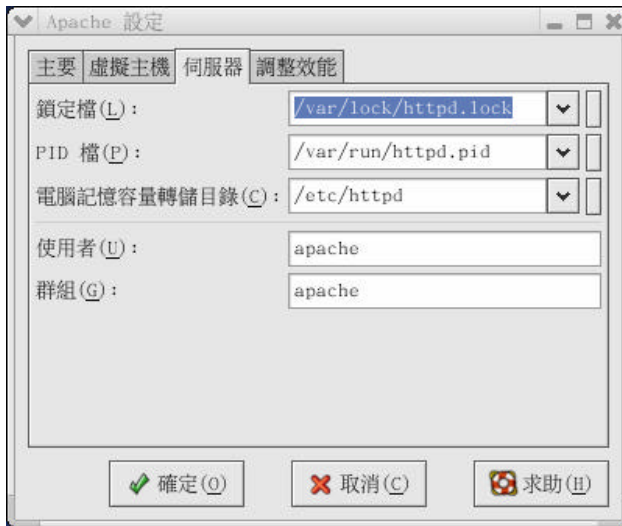 Apache 設定
主要 虛擬主機 伺服器 調整效能
鎖定檔(L): /var/lock/httpd.lock
PID 檔(P): /var/run/httpd.pid
電腦記憶容量轉儲目錄(C): /etc/httpd
使用者(U): apache
群組(G): apache
確定(O) 取消(C) 求助(H)